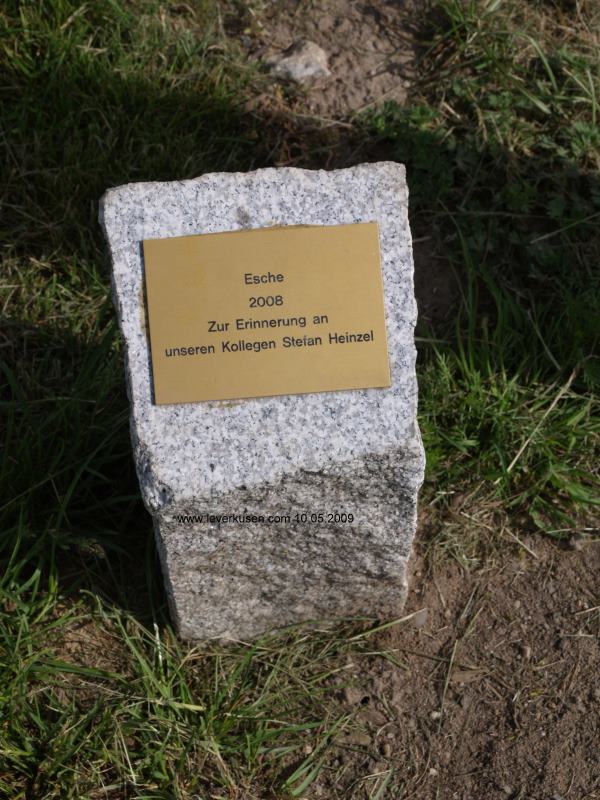 Esche
2008
Zur Erinnerung an
unseren Kollegen Stefan Heinzel
www.leverkusen.com 10.05.2009